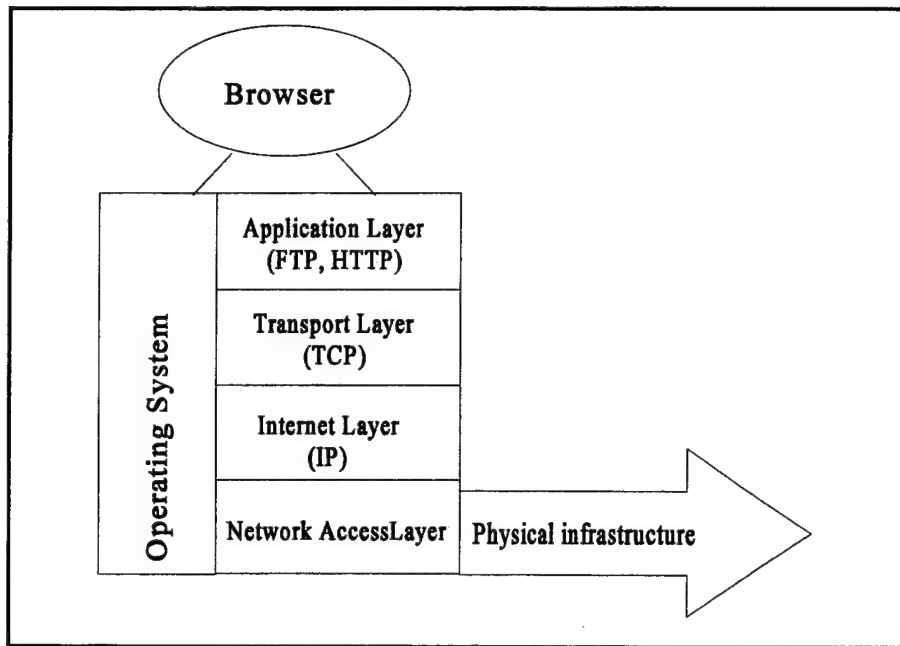 Browser
Operating System
Application Layer
(FTP, HTTP)
Transport Layer
(TCP)
Internet Layer
(IP)
Network AccessLayer
Physical infrastructure